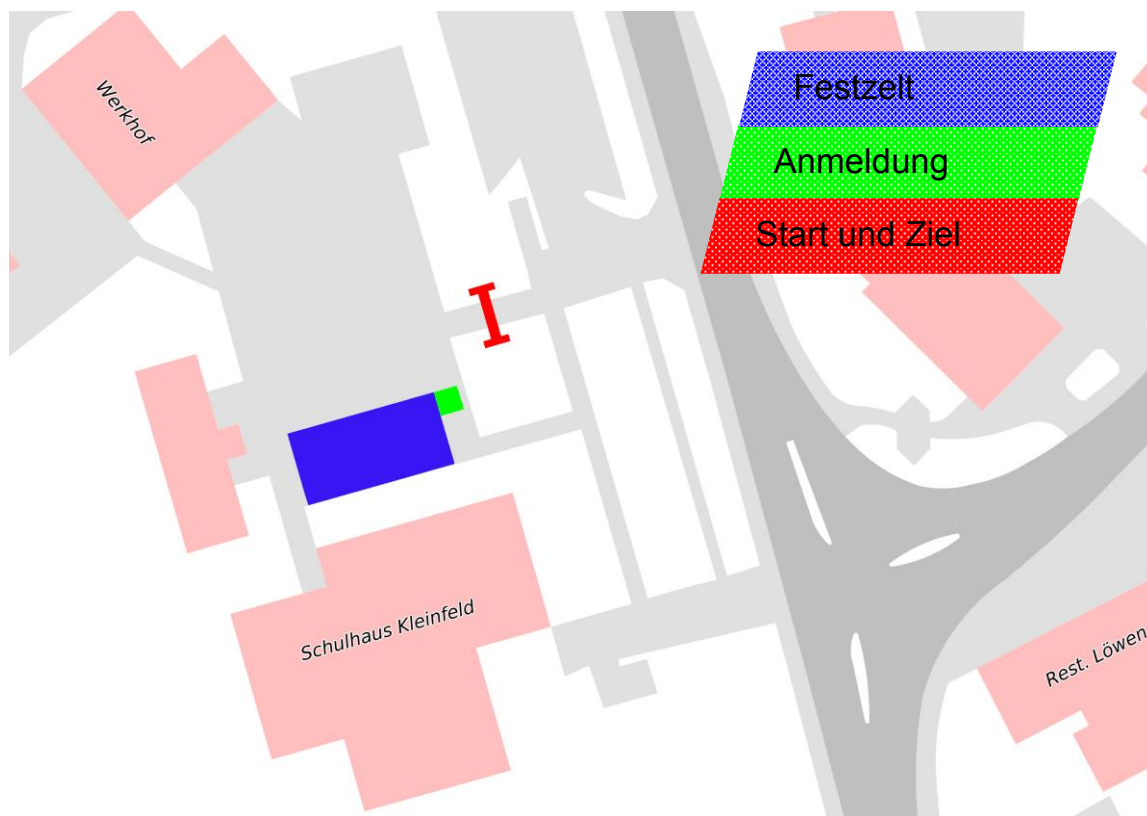 Festzelt
Anmeldung
Start und Ziel
Werkhof
Schulhaus Kleinfeld
Rest. Löwen